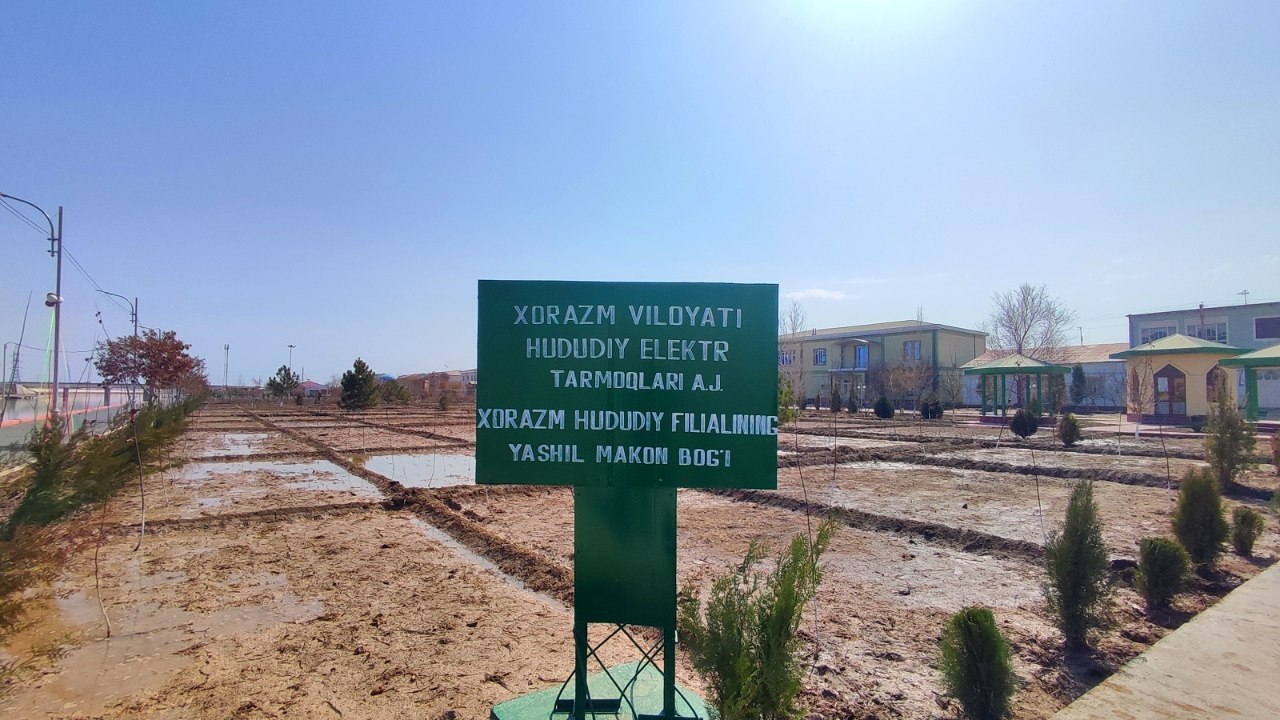 XORAZM VILOYATI
HUDUDIY ELEKTR
TARMOQLARI A.J.
XORAZM HUDUDIY FILIALINING
YASHIL MAKON BOG'I